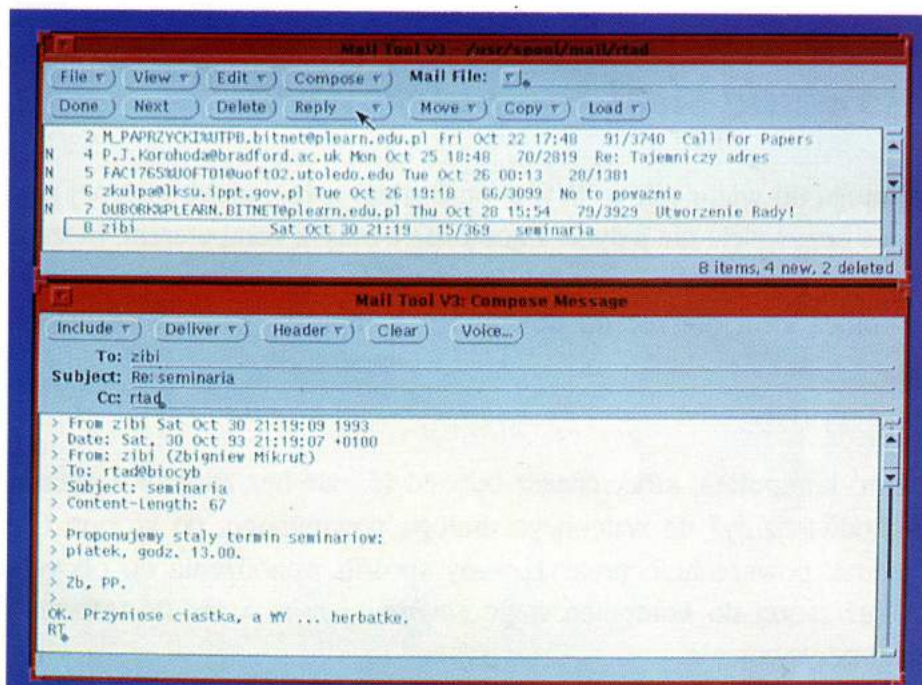 Mail Tool V3 - /usr/spool/mail/rtad
File View Edit Compose Mail File:
Done Next Delete Reply Move Copy Load
2 M_PAPRZYCKI%UTPB.bitnet@plearn.edu.pl Fri Oct 22 17:48 91/3740 Call for Papers
N 4 P.J.Korohoda@bradford.ac.uk Mon Oct 25 18:48 70/2819 Re: Tajemniczy adres
N 5 FAC1765%UOFT01@uoft02.utoledo.edu Tue Oct 26 00:13 28/1381
N 6 zkulpa@lksu.ippt.gov.pl Tue Oct 26 19:18 66/3099 No to powaznie
N 7 DUBORK%PLEARN.BITNET@plearn.edu.pl Thu Oct 28 15:54 79/3929 Utworzenie Rady!
8 zibi Sat Oct 30 21:19 15/369 seminaria
8 items, 4 new, 2 deleted
Mail Tool V3: Compose Message
Include Deliver Header Clear Voice...
To: zibi
Subject: Re: seminaria
Cc: rtad
> From zibi Sat Oct 30 21:19:09 1993
> Date: Sat, 30 Oct 93 21:19:07 +0100
> From: zibi (Zbigniew Mikrut)
> To: rtad@biocyb
> Subject: seminaria
> Content-Length: 67
>
> Proponujemy staly termin seminariow:
> piatek, godz. 13.00.
>
> Zb, PP.
>
OK. Przyniose ciastka, a WY ... herbatke.
RT